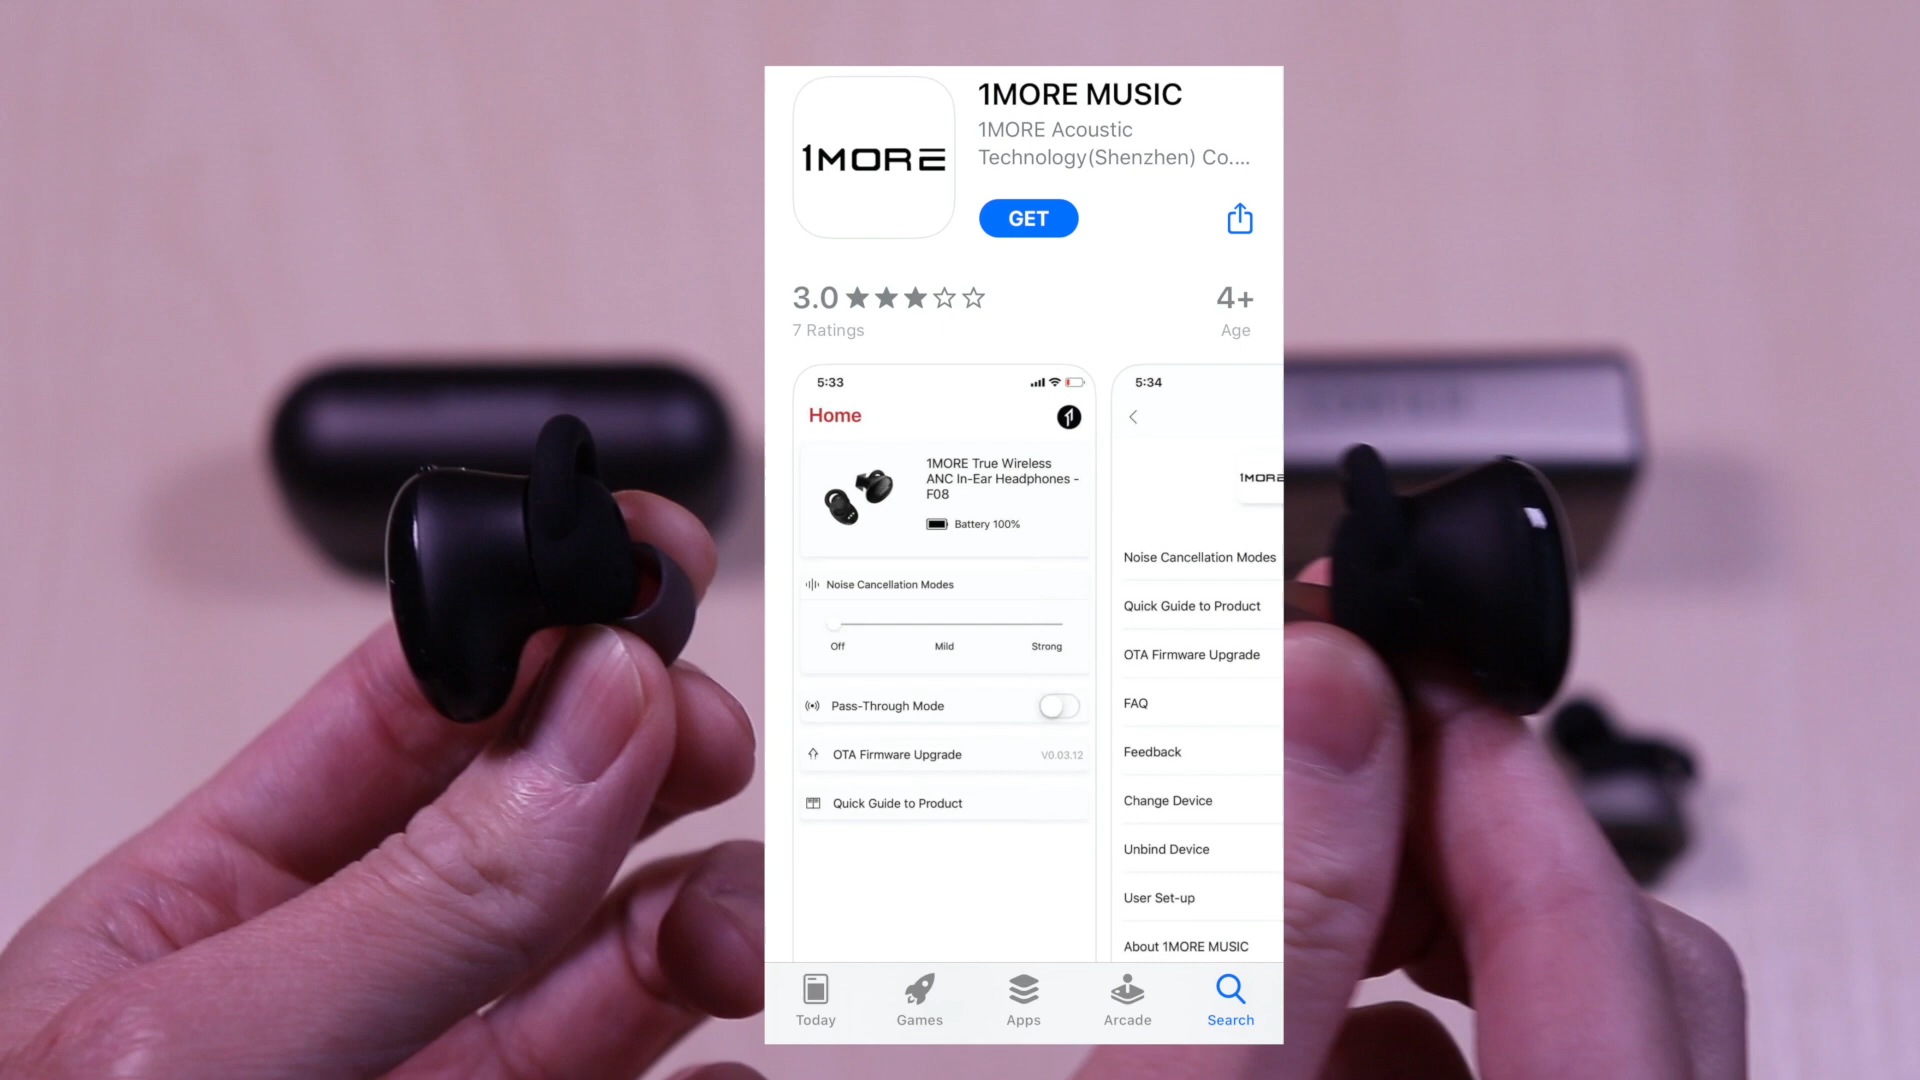 1MORE
1MORE MUSIC
1MORE Acoustic
Technology(Shenzhen) Co....
GET
3.0
7 Ratings
4+
Age
5:33
Home
1MORE True Wireless
ANC In-Ear Headphones -
F08
Battery 100%
Noise Cancellation Modes
Off
Mild
Strong
Pass-Through Mode
OTA Firmware Upgrade
V0.03.12
Quick Guide to Product
5:34
1MORE
Noise Cancellation Modes
Quick Guide to Product
OTA Firmware Upgrade
FAQ
Feedback
Change Device
Unbind Device
User Set-up
About 1MORE MUSIC
Today
Games
Apps
Arcade
Search